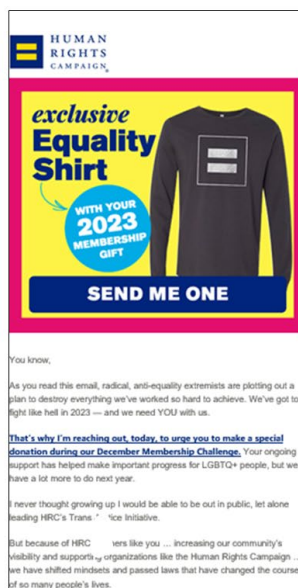 HUMAN
RIGHTS
CAMPAIGN®
exclusive
Equality
Shirt
WITH YOUR
2023
MEMBERSHIP
GIFT
SEND ME ONE
You know,
As you read this email, radical, anti-equality extremists are plotting out a
plan to destroy everything we've worked so hard to achieve. We've got to
fight like hell in 2023 — and we need YOU with us.
That's why I'm reaching out, today, to urge you to make a special
donation during our December Membership Challenge. Your ongoing
support has helped make important progress for LGBTQ+ people, but we
have a lot more to do next year.
I never thought growing up I would be able to be out in public, let alone
leading HRC's Trans Initiative.
But because of HRC like you … increasing our community's
visibility and supporting organizations like the Human Rights Campaign …
we have shifted mindsets and passed laws that have changed the course
of so many people's lives.